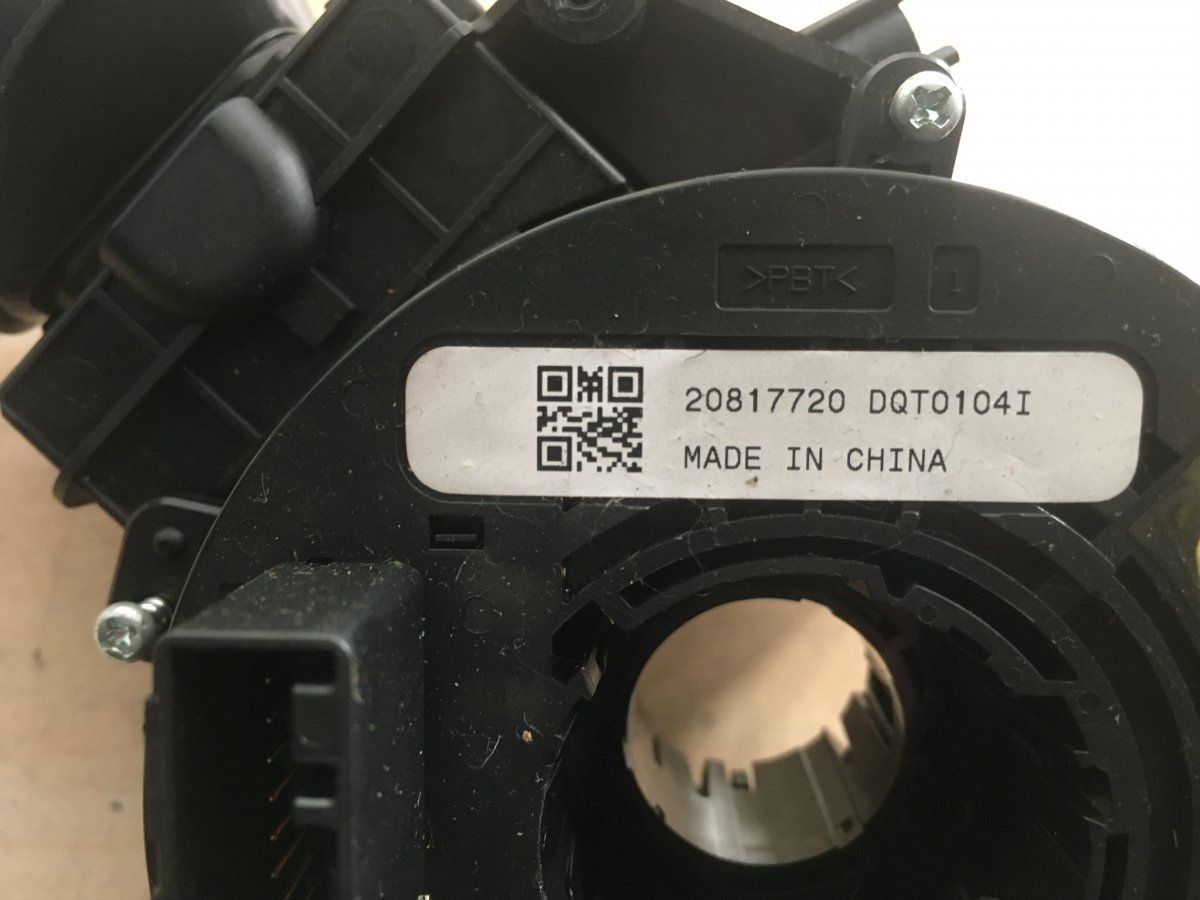 >PBT< 1
20817720 DQT0104I
MADE IN CHINA